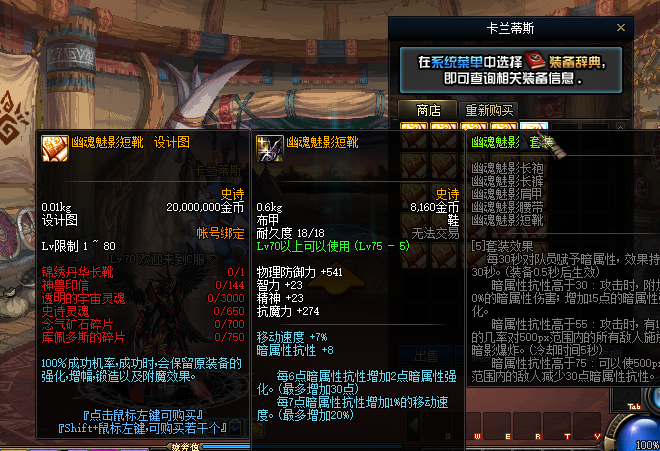 卡兰蒂斯
在系统菜单中选择 装备辞典,
即可查询相关装备信息.
商店
重新购买
幽魂魅影短靴 设计图
卡兰蒂斯
史诗
0.01kg
20,000,000金币
设计图
帐号绑定
Lv限制 1 ~ 80
锦绣丹华长靴 0/1
神兽印信 0/144
透明的宇宙灵魂 0/3000
史诗灵魂 0/650
念气矿石碎片 0/700
库佩多斯的碎片 0/750
100%成功机率,成功时,会保留原装备的
强化,增幅,锻造以及附魔效果。
『点击鼠标左键可购买』
『Shift+鼠标左键,可购买若干个』
幽魂魅影短靴
史诗
0.6kg
8,160金币
布甲
鞋
耐久度 18/18
无法交易
Lv70以上可以使用 (Lv75 - 5)
物理防御力 +541
智力 +23
精神 +23
抗魔力 +274
移动速度 +7%
暗属性抗性 +8
每6点暗属性抗性增加2点暗属性强
化。(最多增加30点)
每7点暗属性抗性增加1%的移动速
度。(最多增加20%)
幽魂魅影 套装
幽魂魅影长袍
幽魂魅影长裤
幽魂魅影肩甲
幽魂魅影腰带
幽魂魅影短靴
[5]套装效果
每30秒对队员赋予暗属性,效果持
30秒。(装备0.5秒后生效)
暗属性抗性高于30:攻击时,附加
0%的暗属性伤害;增加15点的暗属性
化。
暗属性抗性高于55:攻击时,有1
的几率对500px范围内的所有敌人施
暗影爆炸。(冷却时间5秒)
暗属性抗性高于75:可以使500px
范围内的敌人减少30点暗属性抗性。
出售
Tab
Q W E R T Y
疲劳值
100%